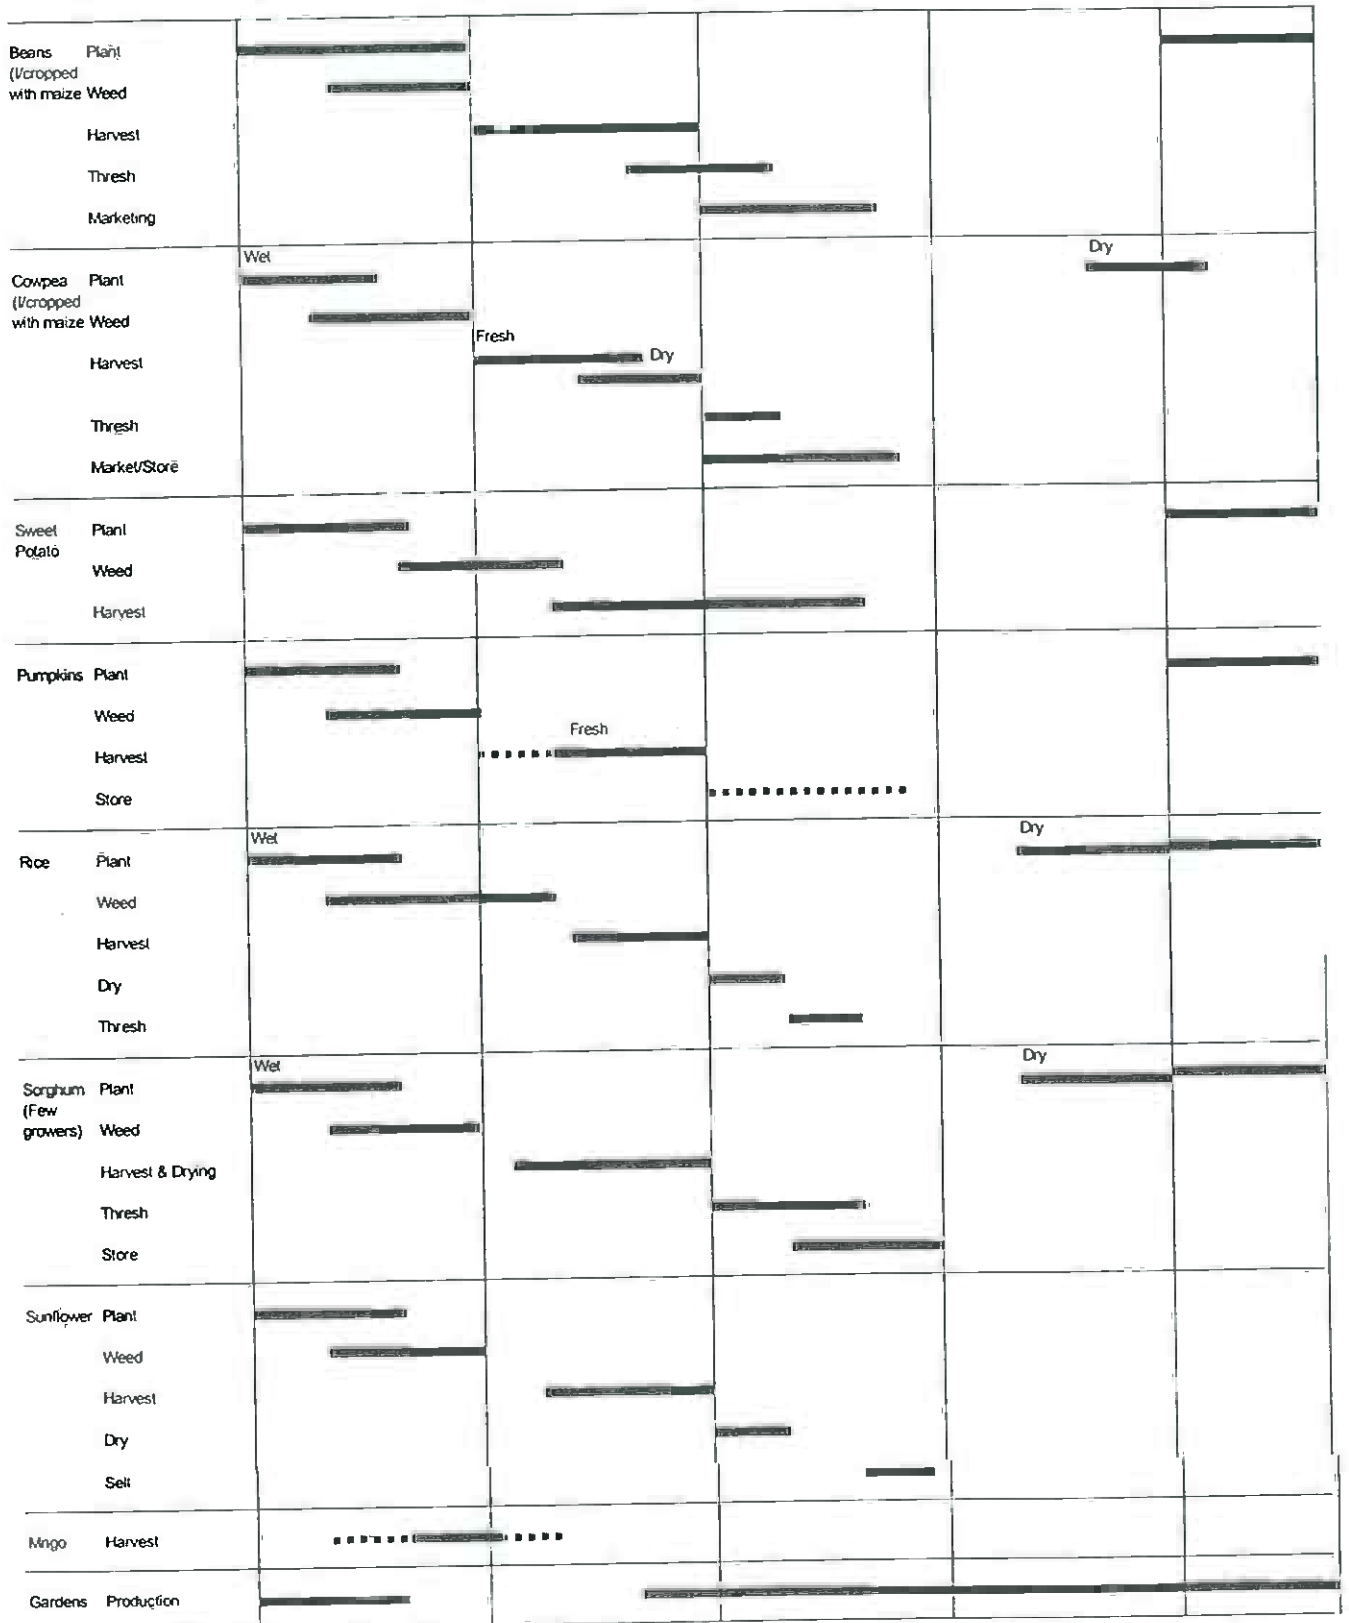 Beans Plant
(I/cropped
with maize Weed
Harvest
Thresh
Marketing
Wet Dry
Cowpea Plant
(I/cropped
with maize Weed
Fresh
Harvest Dry
Thresh
Market/Store
Sweet Plant
Potato
Weed
Harvest
Pumpkins Plant
Weed
Fresh
Harvest
Store
Wet Dry
Rice Plant
Weed
Harvest
Dry
Thresh
Wet Dry
Sorghum Plant
(Few
growers) Weed
Harvest & Drying
Thresh
Store
Sunflower Plant
Weed
Harvest
Dry
Sell
Mngo Harvest
Gardens Production